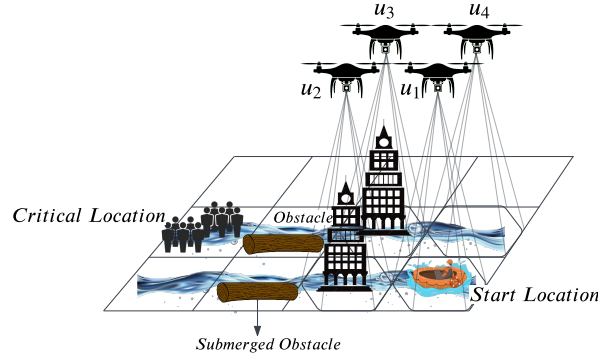 u₃
u₄
u₂
u₁
Critical Location
Obstacle
Start Location
Submerged Obstacle